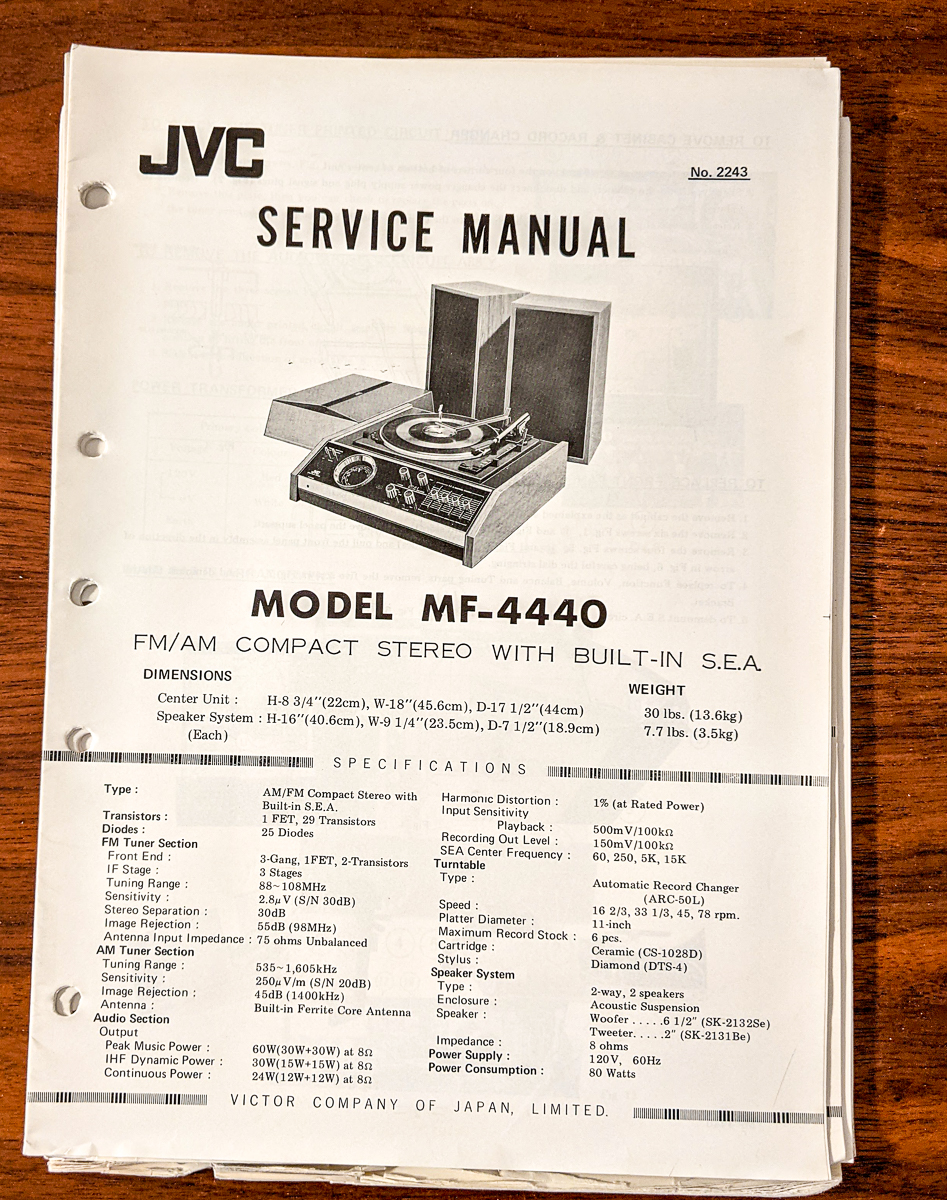 JVC
No. 2243
SERVICE MANUAL
MODEL MF-4440
FM/AM COMPACT STEREO WITH BUILT-IN S.E.A.
DIMENSIONS
WEIGHT
Center Unit : H-8 3/4"(22cm), W-18"(45.6cm), D-17 1/2"(44cm) 30 lbs. (13.6kg)
Speaker System : H-16"(40.6cm), W-9 1/4"(23.5cm), D-7 1/2"(18.9cm) 7.7 lbs. (3.5kg)
(Each)
SPECIFICATIONS
Type : AM/FM Compact Stereo with
Built-in S.E.A.
Transistors : 1 FET, 29 Transistors
Diodes : 25 Diodes
FM Tuner Section
Front End : 3-Gang, 1FET, 2-Transistors
IF Stage : 3 Stages
Tuning Range : 88~108MHz
Sensitivity : 2.8μV (S/N 30dB)
Stereo Separation : 30dB
Image Rejection : 55dB (98MHz)
Antenna Input Impedance : 75 ohms Unbalanced
AM Tuner Section
Tuning Range : 535~1,605kHz
Sensitivity : 250μV/m (S/N 20dB)
Image Rejection : 45dB (1400kHz)
Antenna : Built-in Ferrite Core Antenna
Audio Section
Output
Peak Music Power : 60W(30W+30W) at 8Ω
IHF Dynamic Power : 30W(15W+15W) at 8Ω
Continuous Power : 24W(12W+12W) at 8Ω
Harmonic Distortion : 1% (at Rated Power)
Input Sensitivity
Playback : 500mV/100kΩ
Recording Out Level : 150mV/100kΩ
SEA Center Frequency : 60, 250, 5K, 15K
Turntable
Type : Automatic Record Changer
(ARC-50L)
Speed : 16 2/3, 33 1/3, 45, 78 rpm.
Platter Diameter : 11-inch
Maximum Record Stock : 6 pcs.
Cartridge : Ceramic (CS-1028D)
Stylus : Diamond (DTS-4)
Speaker System
Type : 2-way, 2 speakers
Enclosure : Acoustic Suspension
Speaker : Woofer .....6 1/2" (SK-2132Se)
Tweeter.....2" (SK-2131Be)
Impedance : 8 ohms
Power Supply : 120V, 60Hz
Power Consumption : 80 Watts
VICTOR COMPANY OF JAPAN, LIMITED.